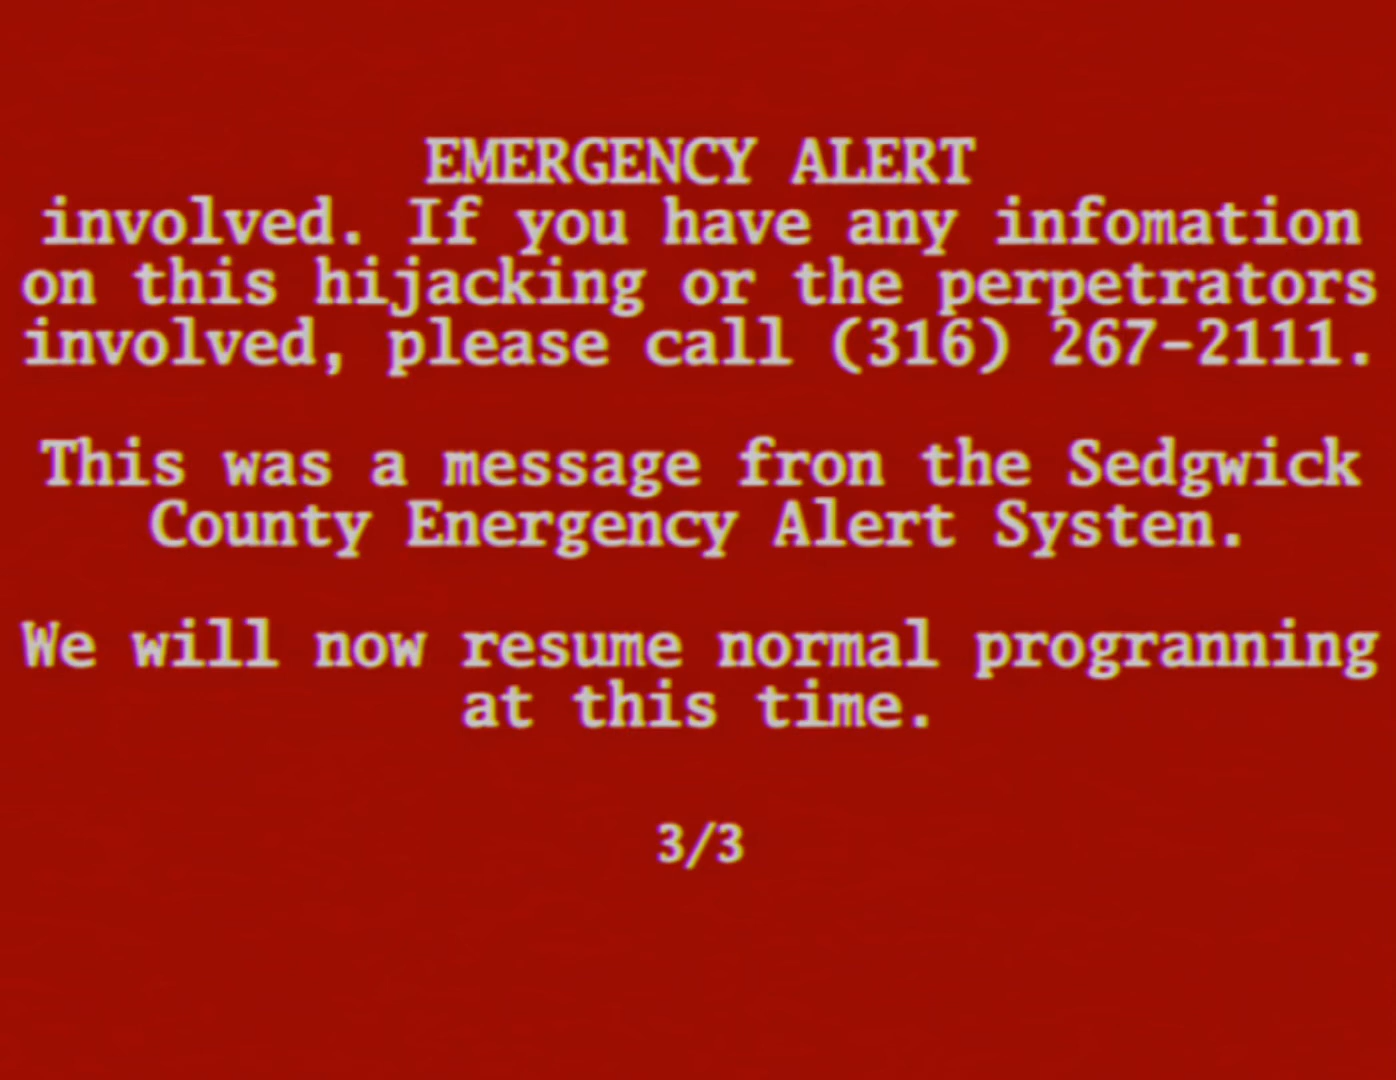 EMERGENCY ALERT
involved. If you have any infomation
on this hijacking or the perpetrators
involved, please call (316) 267-2111.
This was a message fron the Sedgwick
County Energency Alert Systen.
We will now resume normal progranning
at this time.
3/3